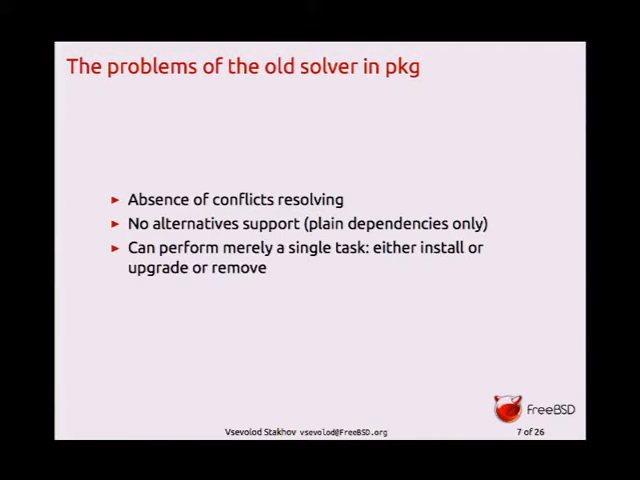 The problems of the old solver in pkg
► Absence of conflicts resolving
► No alternatives support (plain dependencies only)
► Can perform merely a single task: either install or
upgrade or remove
FreeBSD
Vsevolod Stakhov vsevolod@FreeBSD.org
7 of 26